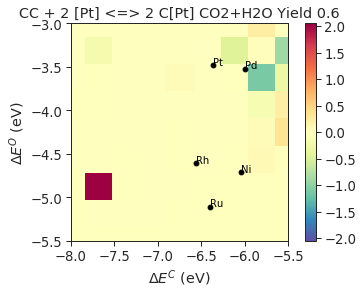 CC + 2 [Pt] <=> 2 C[Pt] CO2+H2O Yield 0.6
−3.0
−3.5
−4.0
−4.5
−5.0
−5.5
ΔE^O (eV)
Pt
Pd
Rh
Ni
Ru
−8.0 −7.5 −7.0 −6.5 −6.0 −5.5
ΔE^C (eV)
2.0
1.5
1.0
0.5
0.0
−0.5
−1.0
−1.5
−2.0